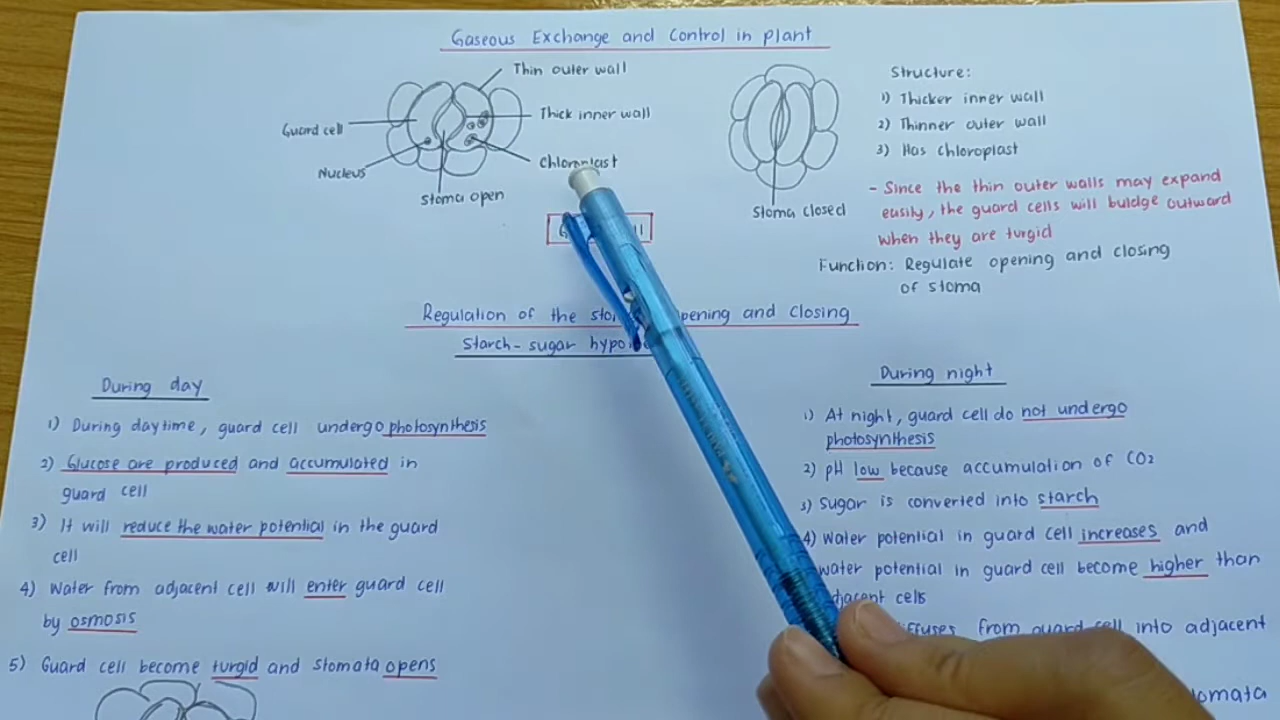 Gaseous Exchange and Control in plant
Thin outer wall
Thick inner wall
Guard cell
Chloroplast
Nucleus
Stoma open
Stoma closed
Structure:
1) Thicker inner wall
2) Thinner outer wall
3) Has chloroplast
- Since the thin outer walls may expand
easily, the guard cells will buldge outward
when they are turgid
Function: Regulate opening and closing
of stoma
Regulation of the opening and closing
Starch-sugar
During day
1) During daytime, guard cell undergo photosynthesis
2) Glucose are produced and accumulated in
guard cell
3) It will reduce the water potential in the guard
cell
4) Water from adjacent cell will enter guard cell
by osmosis
5) Guard cell become turgid and stomata opens
During night
1) At night, guard cell do not undergo
photosynthesis
2) pH low because accumulation of CO2
3) Sugar is converted into starch
4) Water potential in guard cell increases and
water potential in guard cell become higher than
cells
from guard cell into adjacent